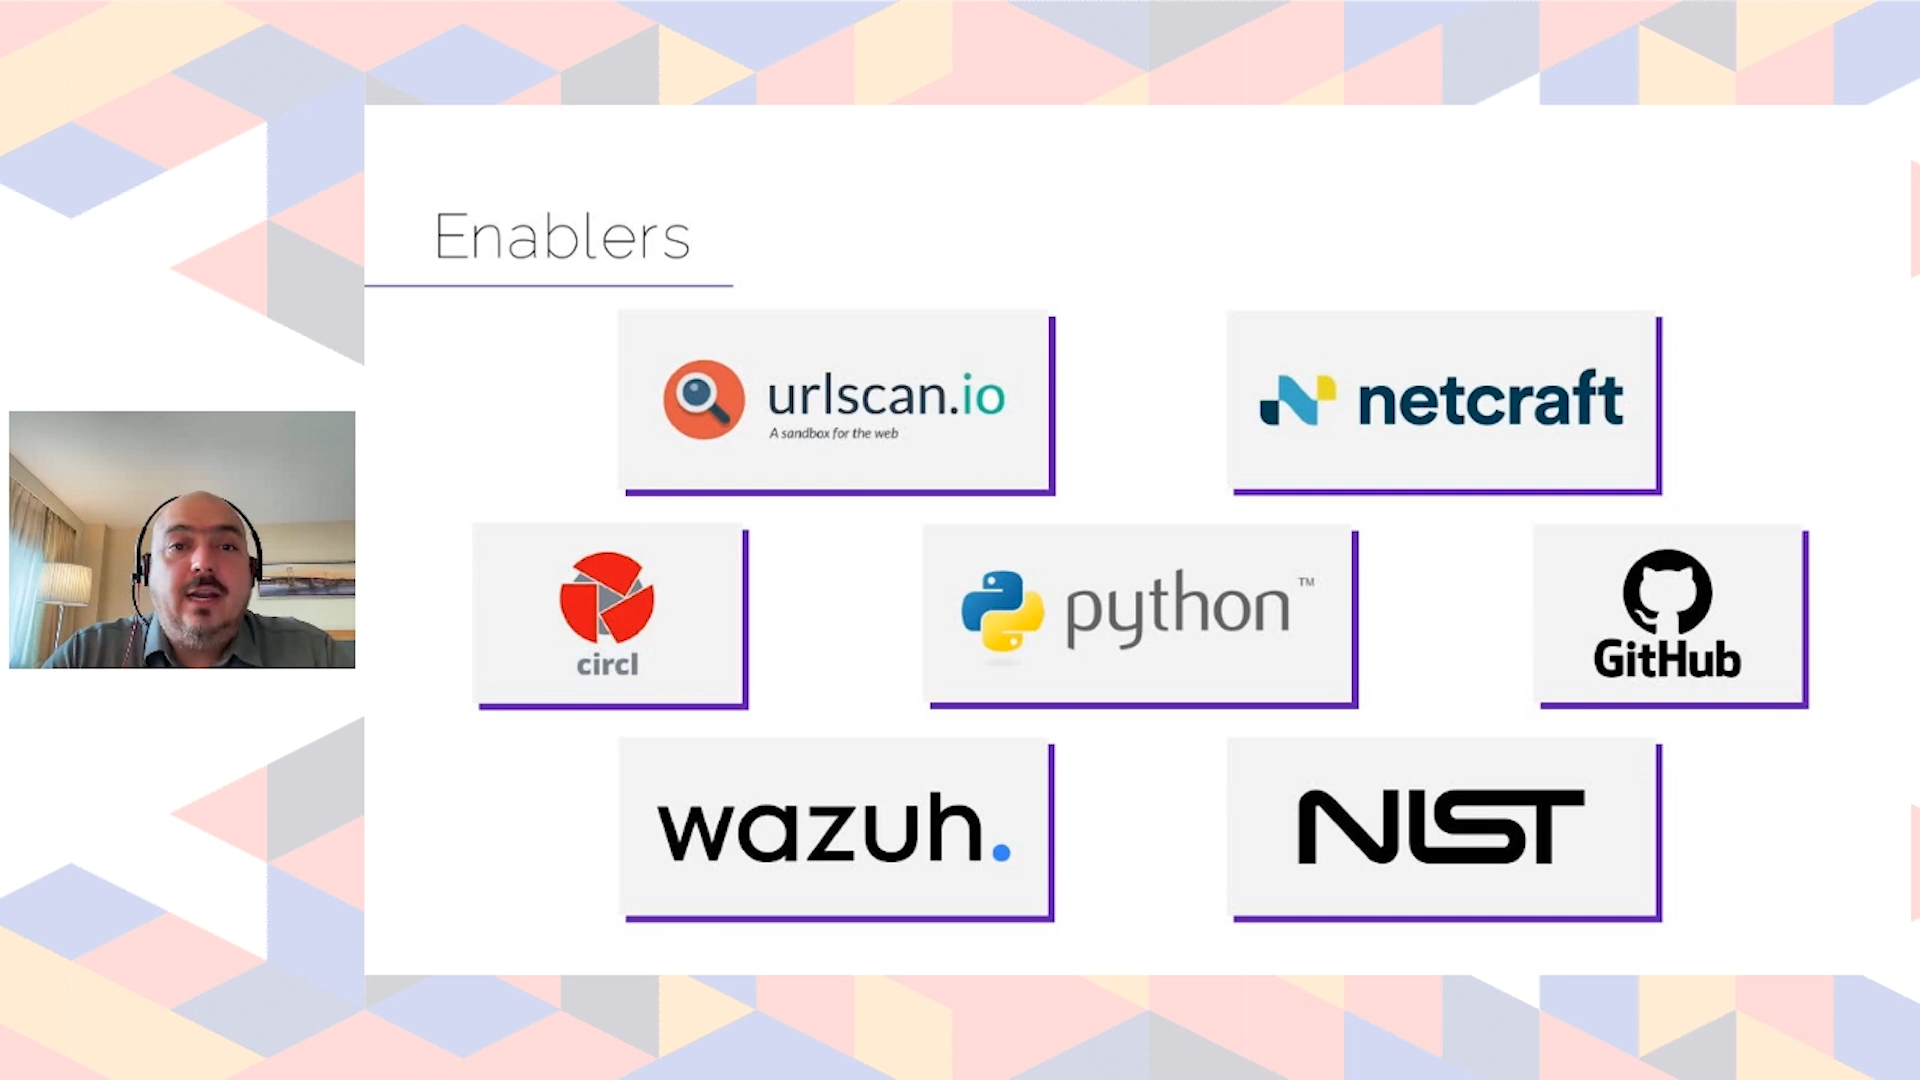 Enablers
urlscan.io
A sandbox for the web
netcraft
circl
python™
GitHub
wazuh.
NIST